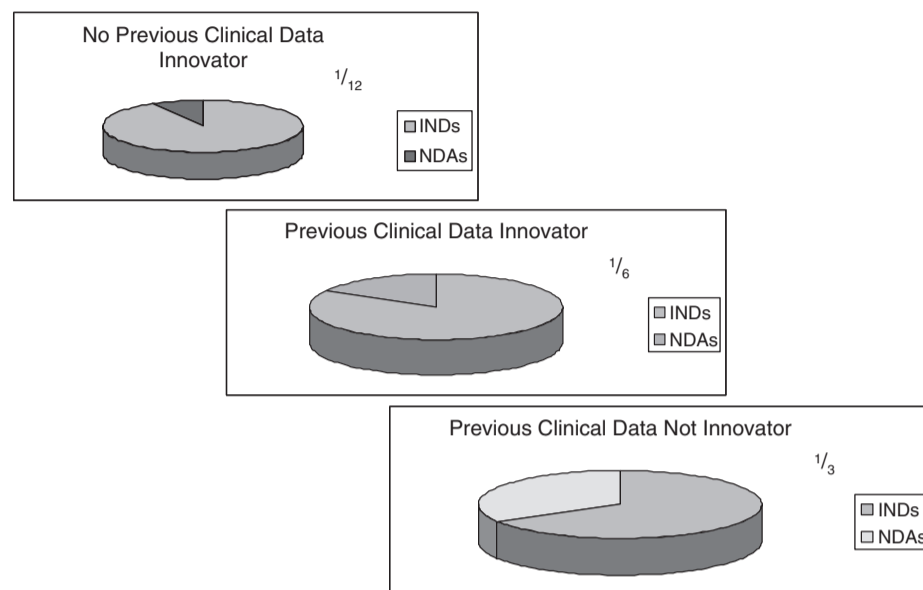 No Previous Clinical Data
Innovator
1/12
INDs
NDAs
Previous Clinical Data Innovator
1/6
INDs
NDAs
Previous Clinical Data Not Innovator
1/3
INDs
NDAs